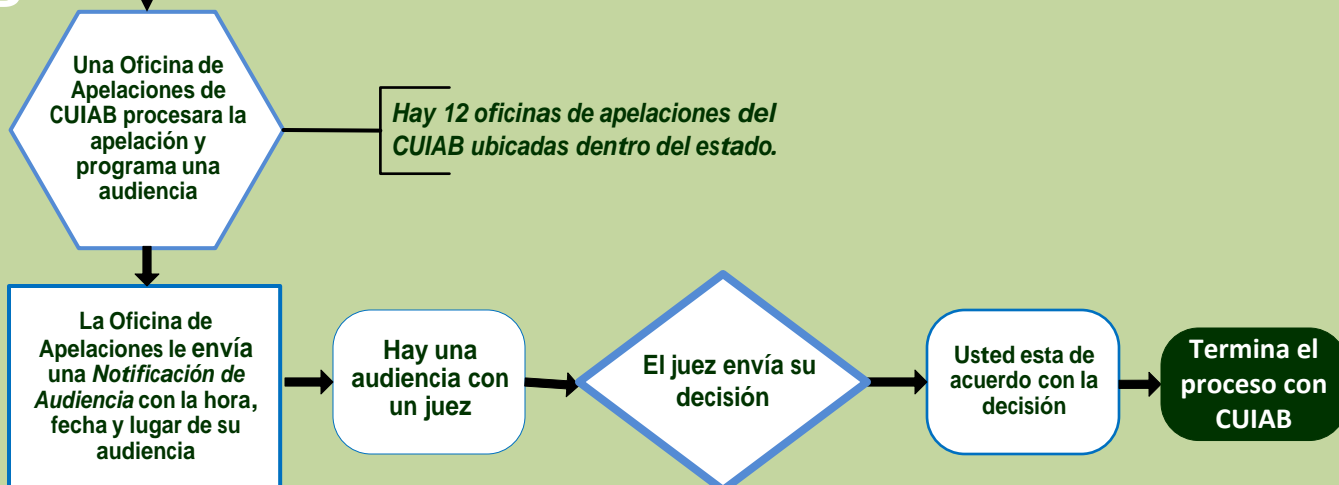 Una Oficina de
Apelaciones de
CUIAB procesara la
apelación y
programa una
audiencia
Hay 12 oficinas de apelaciones del
CUIAB ubicadas dentro del estado.
La Oficina de
Apelaciones le envía
una Notificación de
Audiencia con la hora,
fecha y lugar de su
audiencia
Hay una
audiencia con
un juez
El juez envía su
decisión
Usted esta de
acuerdo con la
decisión
Termina el
proceso con
CUIAB